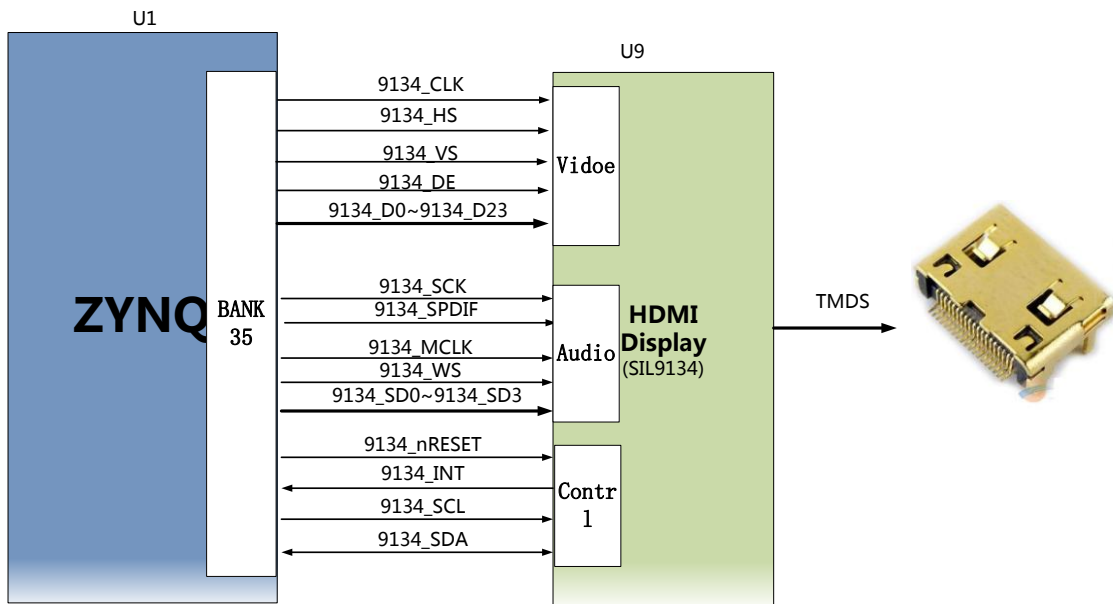 U1
U9
9134_CLK
9134_HS
9134_VS
9134_DE
9134_D0~9134_D23
Vidoe
ZYNQ
BANK
35
9134_SCK
9134_SPDIF
9134_MCLK
9134_WS
9134_SD0~9134_SD3
Audio
HDMI
Display
(SIL9134)
TMDS
9134_nRESET
9134_INT
9134_SCL
9134_SDA
Contr
l